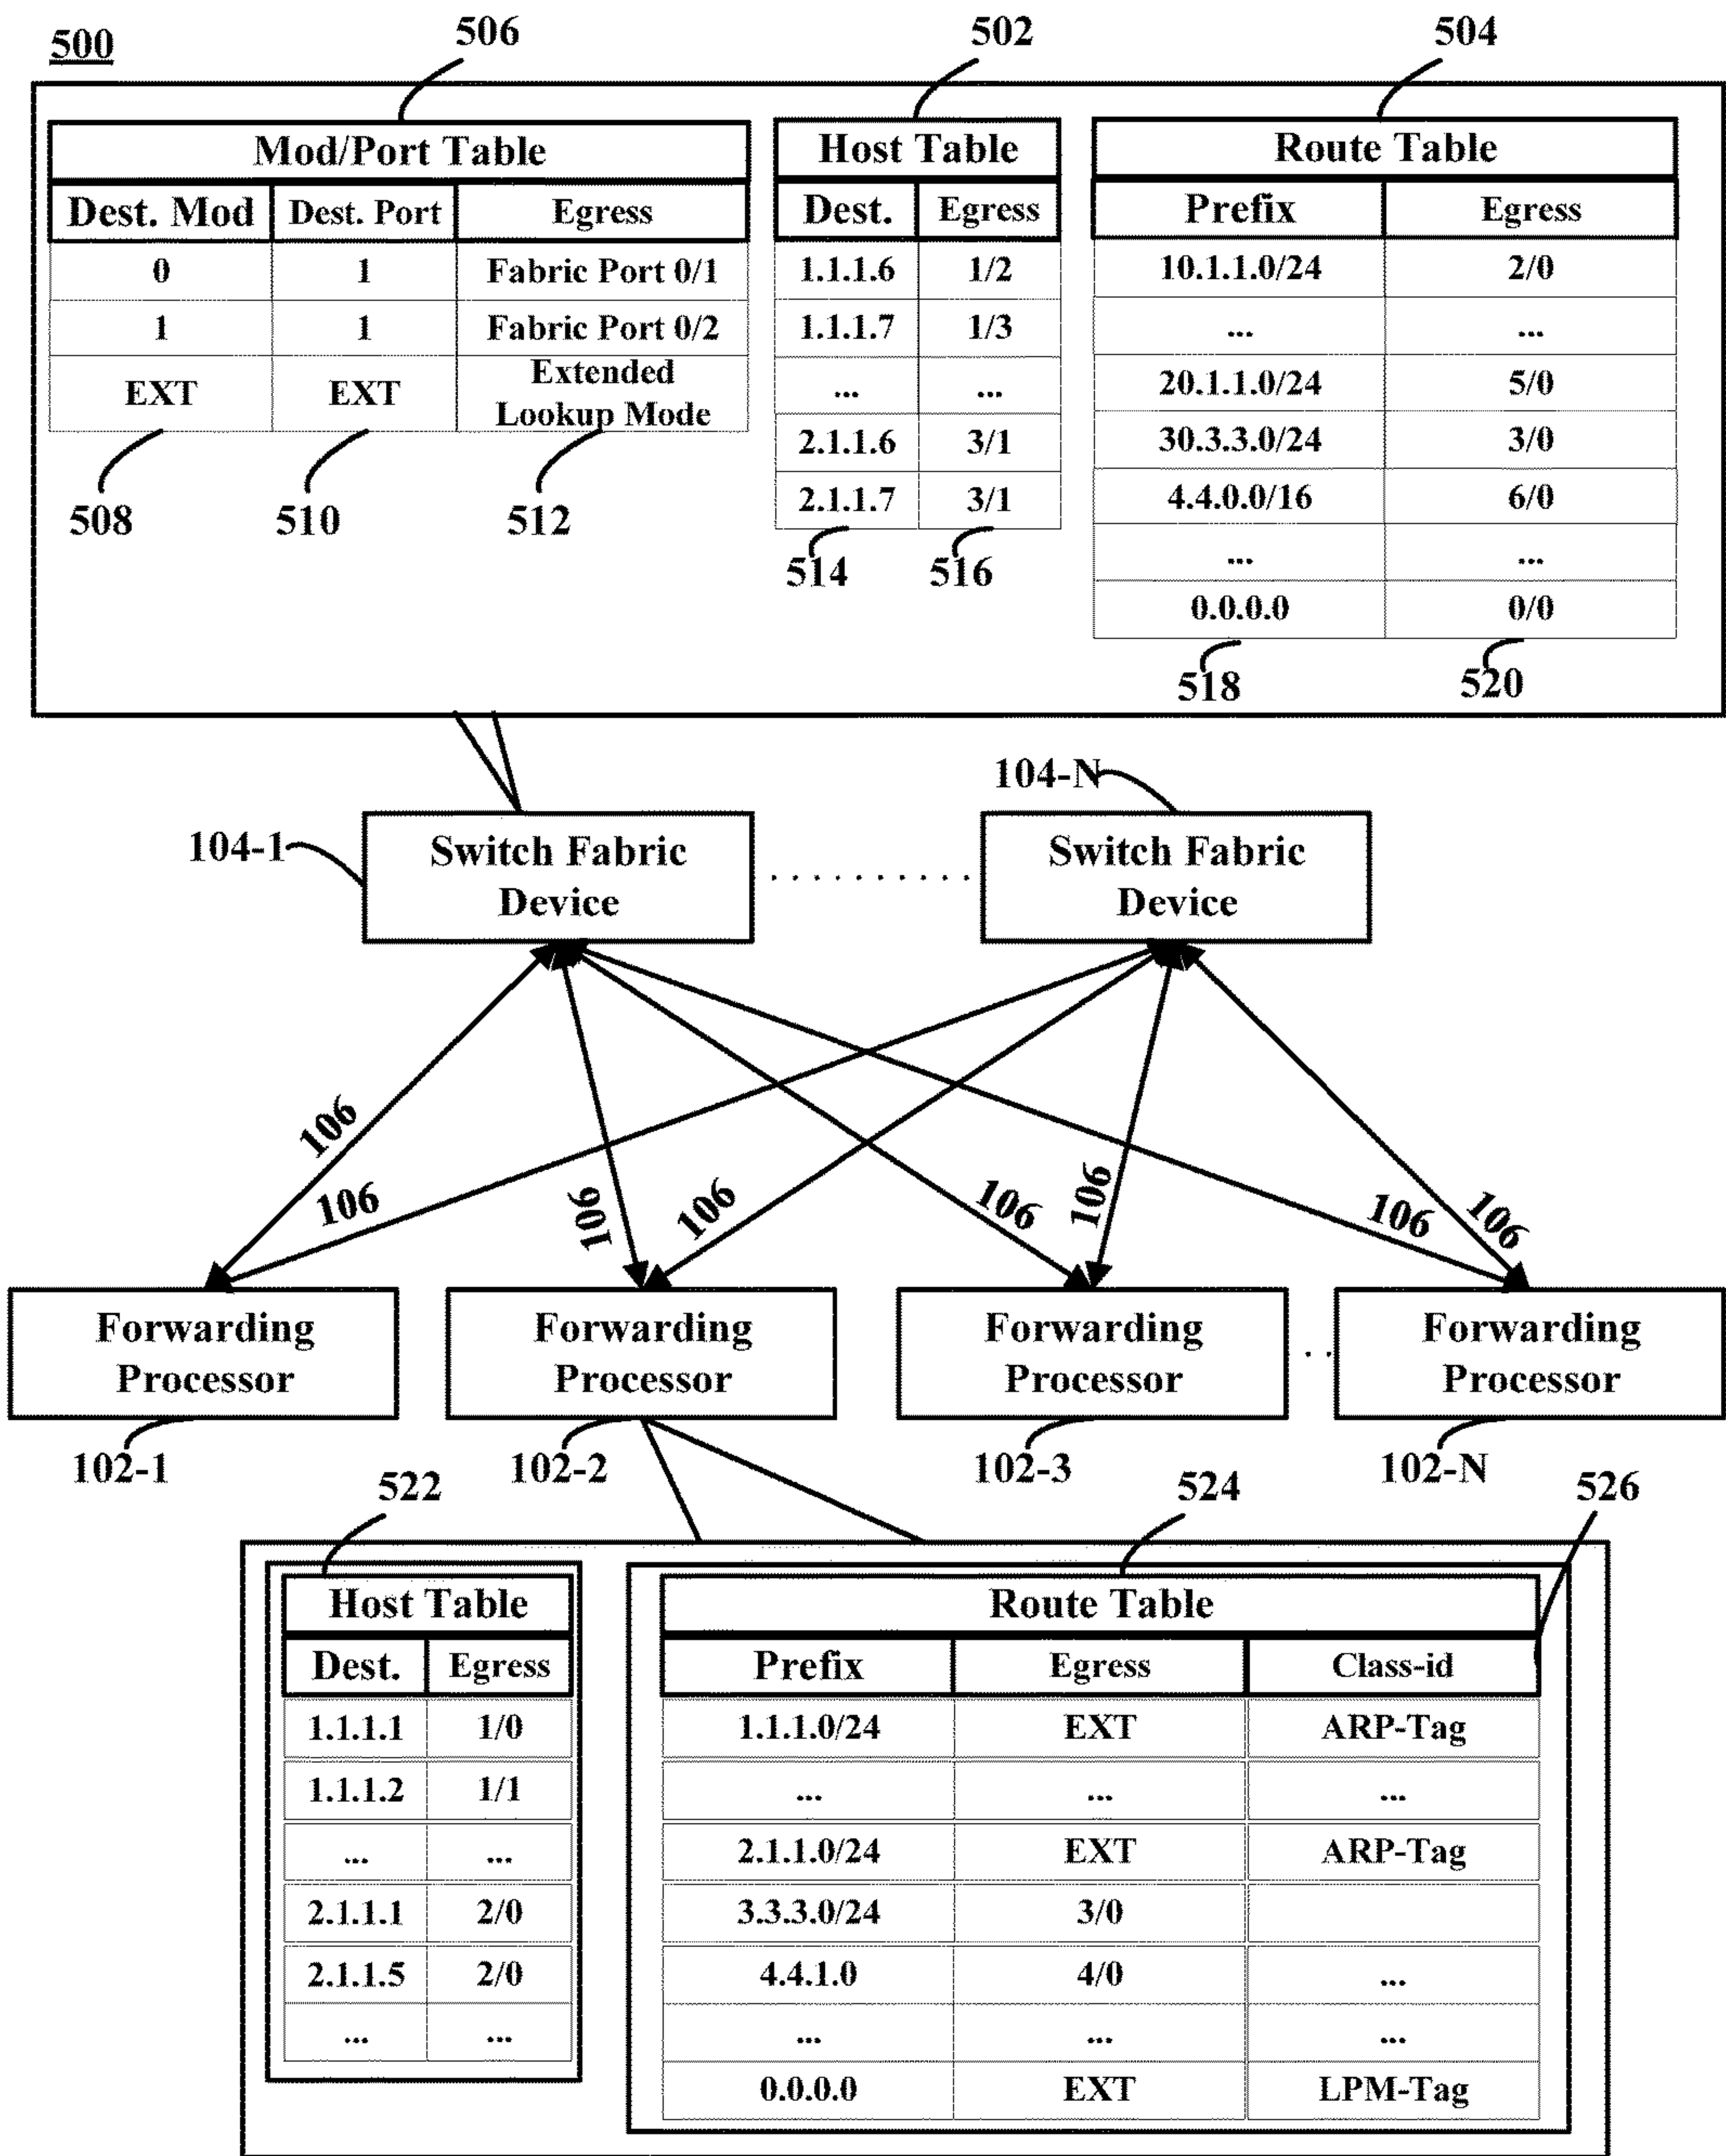 500
506
502
504
Mod/Port Table
Dest. Mod Dest. Port Egress
0 1 Fabric Port 0/1
1 1 Fabric Port 0/2
EXT EXT Extended
Lookup Mode
508 510 512
Host Table
Dest. Egress
1.1.1.6 1/2
1.1.1.7 1/3
... ...
2.1.1.6 3/1
2.1.1.7 3/1
514 516
Route Table
Prefix Egress
10.1.1.0/24 2/0
... ...
20.1.1.0/24 5/0
30.3.3.0/24 3/0
4.4.0.0/16 6/0
... ...
0.0.0.0 0/0
518 520
104-N
104-1
Switch Fabric
Device
. . . . . . . . . .
Switch Fabric
Device
106
106
106
106
106
106
106
106
Forwarding
Processor
Forwarding
Processor
Forwarding
Processor
. .
Forwarding
Processor
102-1
102-2
102-3
102-N
522
524
526
Host Table
Dest. Egress
1.1.1.1 1/0
1.1.1.2 1/1
... ...
2.1.1.1 2/0
2.1.1.5 2/0
... ...
Route Table
Prefix Egress Class-id
1.1.1.0/24 EXT ARP-Tag
... ... ...
2.1.1.0/24 EXT ARP-Tag
3.3.3.0/24 3/0
4.4.1.0 4/0 ...
... ... ...
0.0.0.0 EXT LPM-Tag